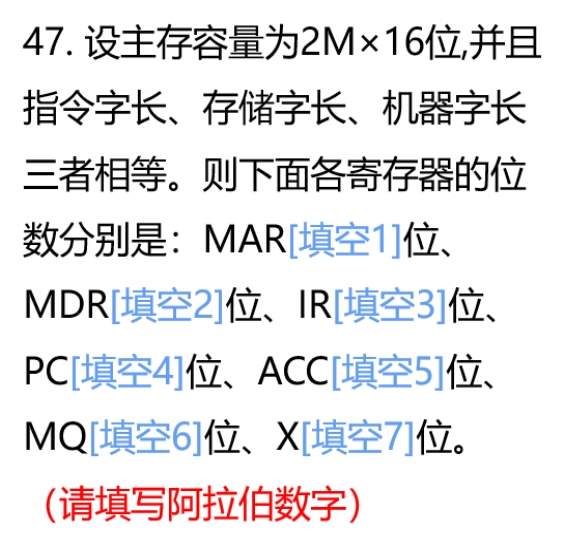 47. 设主存容量为2M×16位,并且
指令字长、存储字长、机器字长
三者相等。则下面各寄存器的位
数分别是：MAR[填空1]位、
MDR[填空2]位、IR[填空3]位、
PC[填空4]位、ACC[填空5]位、
MQ[填空6]位、X[填空7]位。
（请填写阿拉伯数字）